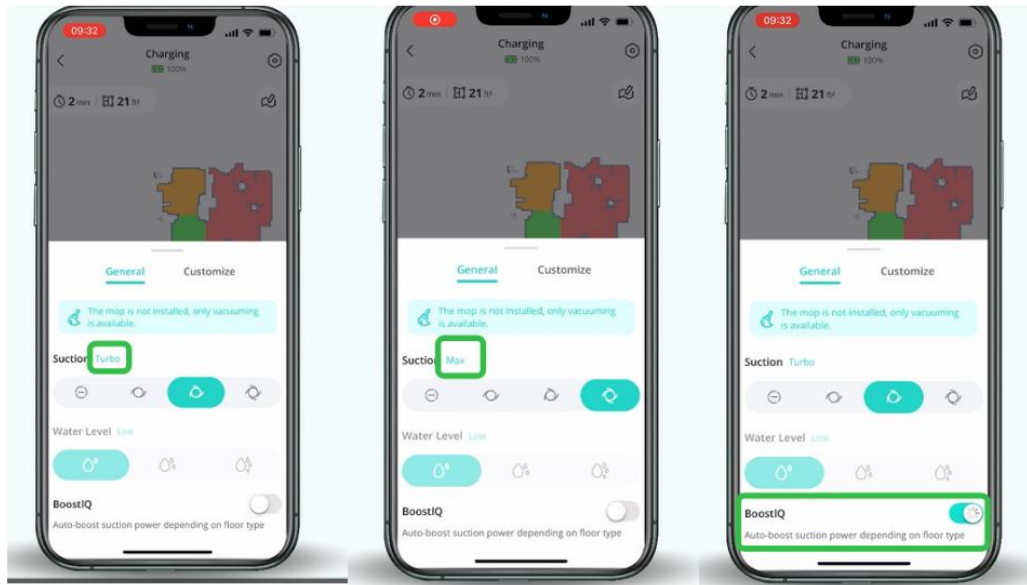 09:32
Charging
100%
2 min 21 ft²
General Customize
The mop is not installed, only vacuuming
is available.
Suction Turbo
Water Level Low
BoostIQ
Auto-boost suction power depending on floor type
Charging
100%
2 min 21 ft²
General Customize
The mop is not installed, only vacuuming
is available.
Suction Max
Water Level Low
BoostIQ
Auto-boost suction power depending on floor type
09:32
Charging
100%
2 min 21 ft²
General Customize
The mop is not installed, only vacuuming
is available.
Suction Turbo
Water Level Low
BoostIQ
Auto-boost suction power depending on floor type